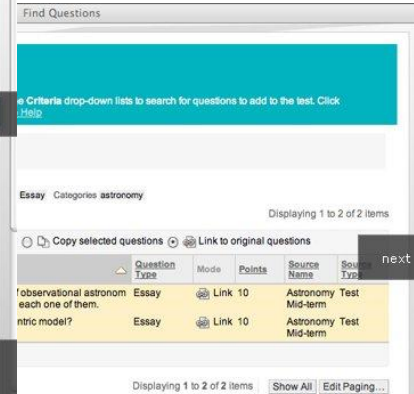 Find Questions
e Criteria drop-down lists to search for questions to add to the test. Click
Help
Essay Categories astronomy
Displaying 1 to 2 of 2 items
Copy selected questions Link to original questions
Question Type Mode Points Source Name Source Type
next
f observational astronom Essay Link 10 Astronomy Test
each one of them. Mid-term
ntric model? Essay Link 10 Astronomy Test
Mid-term
Displaying 1 to 2 of 2 items Show All Edit Paging...